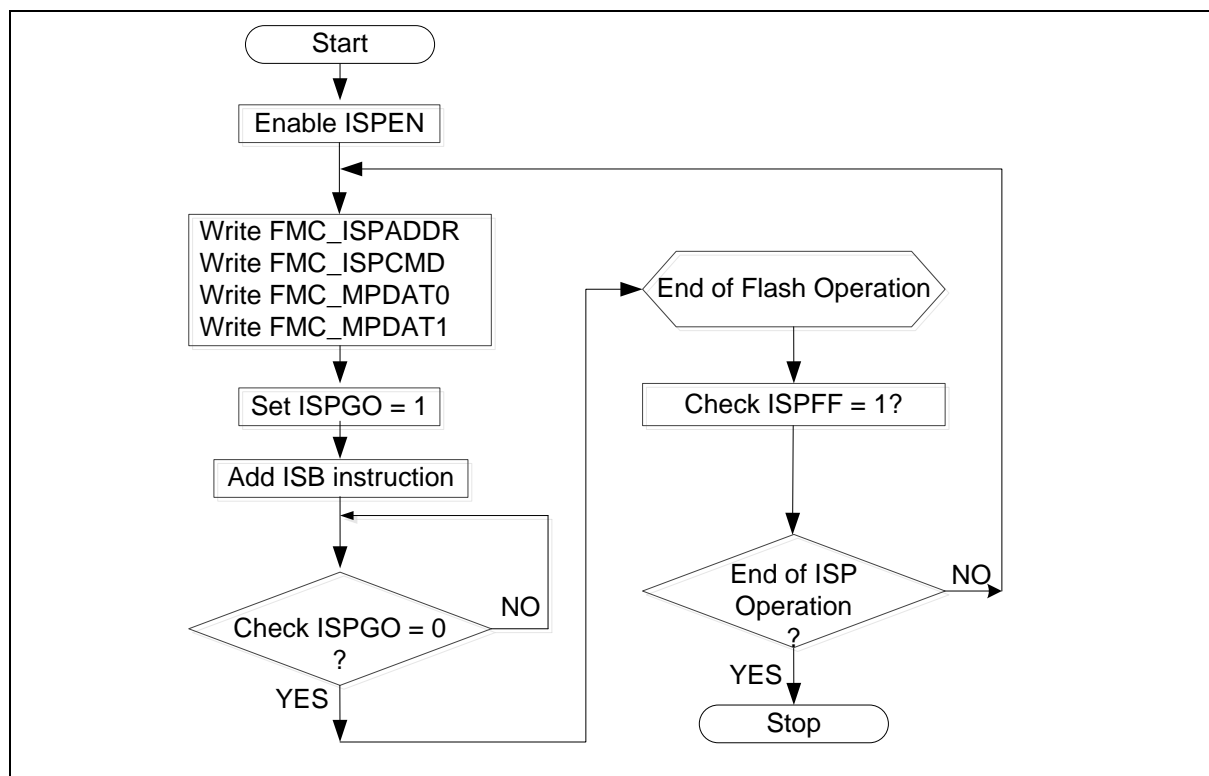 Start
Enable ISPEN
Write FMC_ISPADDR
Write FMC_ISPCMD
Write FMC_MPDAT0
Write FMC_MPDAT1
Set ISPGO = 1
Add ISB instruction
Check ISPGO = 0
?
NO
YES
End of Flash Operation
Check ISPFF = 1?
End of ISP
Operation
?
NO
YES
Stop